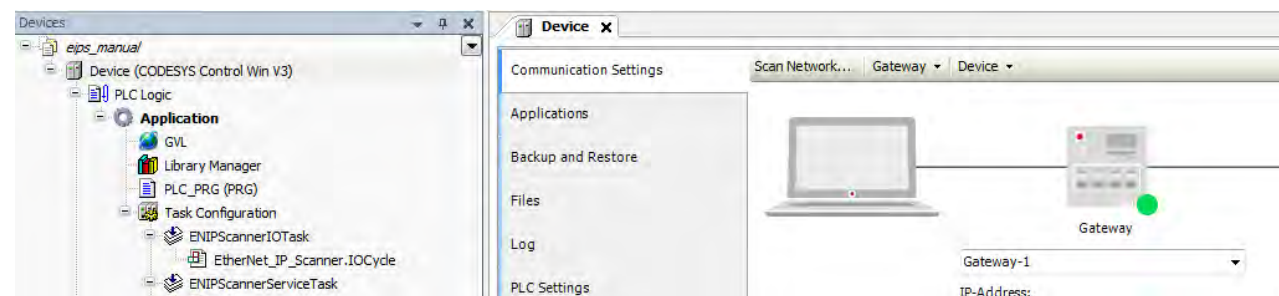 Devices
eips_manual
Device (CODESYS Control Win V3)
PLC Logic
Application
GVL
Library Manager
PLC_PRG (PRG)
Task Configuration
ENIPScannerIOTask
EtherNet_IP_Scanner.IOCycle
ENIPScannerServiceTask
Device
Communication Settings
Applications
Backup and Restore
Files
Log
PLC Settings
Scan Network... Gateway Device
Gateway
Gateway-1
IP-Address: